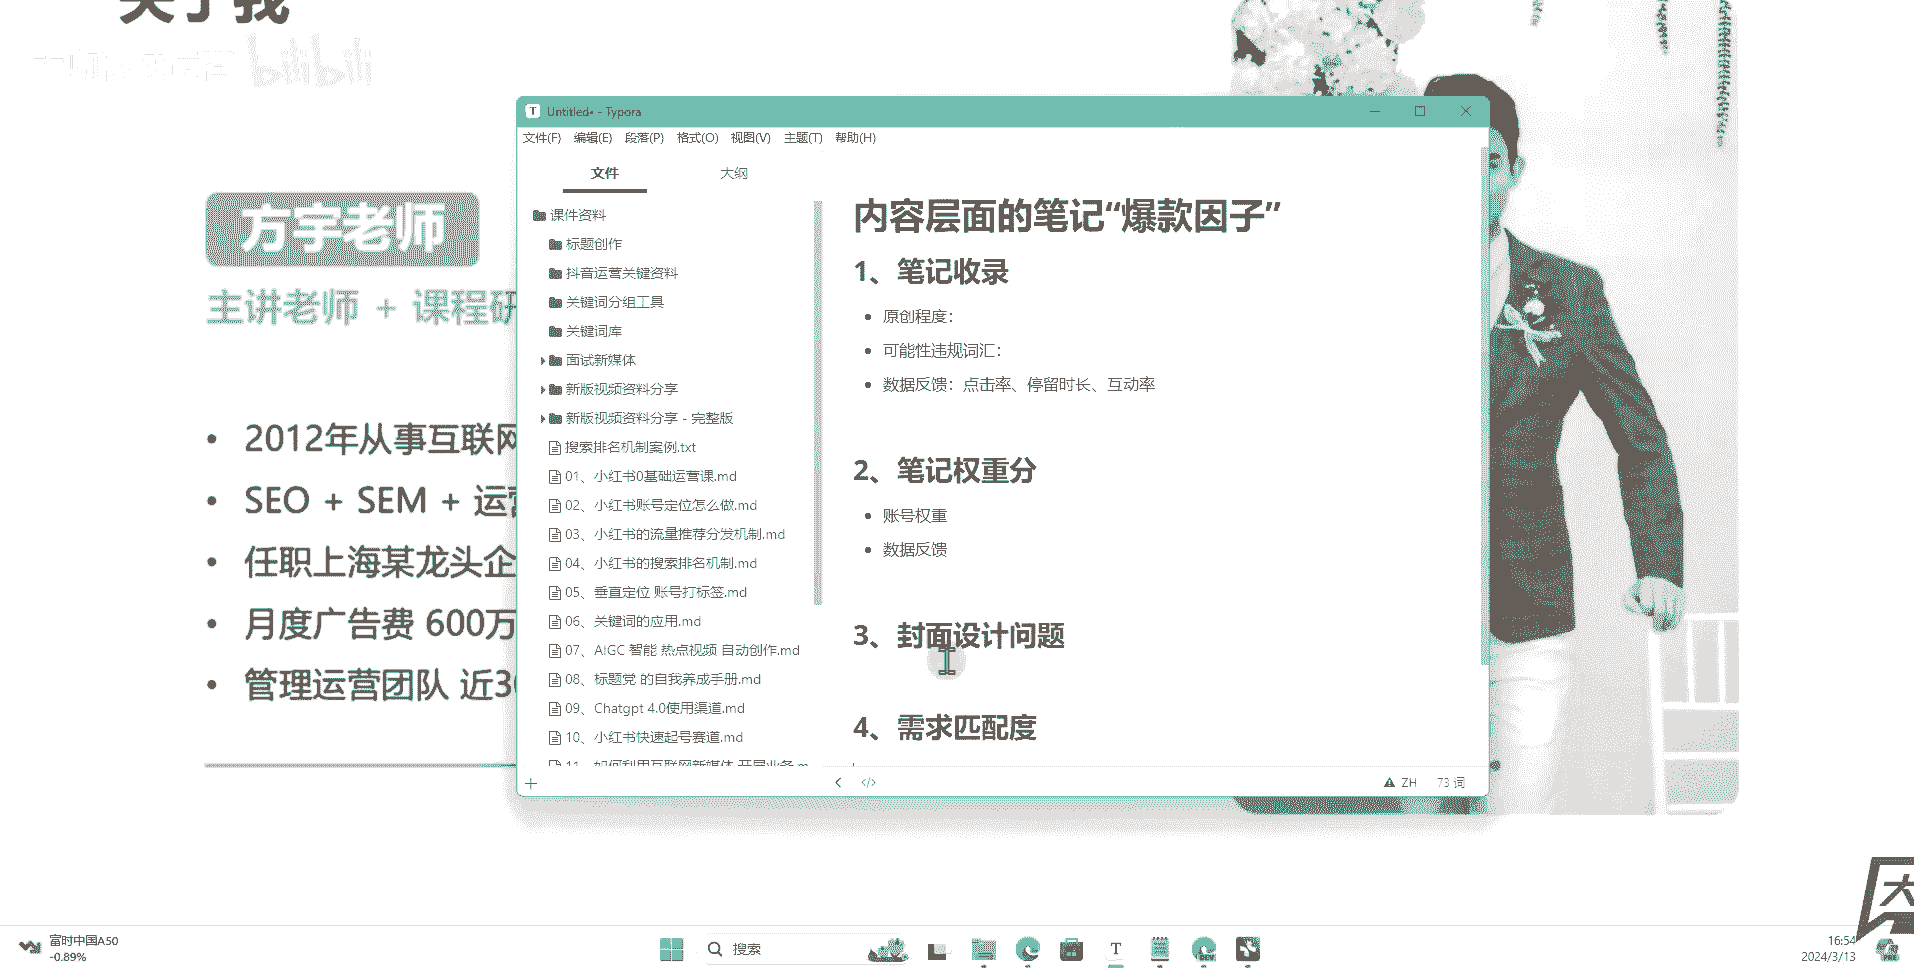 关于我
bilibili
方宇老师
主讲老师 + 课程研
2012年从事互联网
SEO + SEM + 运营
任职上海某龙头企
月度广告费 600万
管理运营团队 近30
Untitled• - Typora
文件(F) 编辑(E) 段落(P) 格式(O) 视图(V) 主题(T) 帮助(H)
文件 大纲
课件资料
标题创作
抖音运营关键资料
关键词分组工具
关键词库
面试新媒体
新版视频资料分享
新版视频资料分享 - 完整版
搜索排名机制案例.txt
01、小红书0基础运营课.md
02、小红书账号定位怎么做.md
03、小红书的流量推荐分发机制.md
04、小红书的搜索排名机制.md
05、垂直定位 账号打标签.md
06、关键词的应用.md
07、AIGC 智能 热点视频 自动创作.md
08、标题党 的自我养成手册.md
09、Chatgpt 4.0使用渠道.md
10、小红书快速起号赛道.md
11、如何利用互联网新媒体 开展业务.m
内容层面的笔记“爆款因子”
1、笔记收录
原创程度：
可能性违规词汇：
数据反馈：点击率、停留时长、互动率
2、笔记权重分
账号权重
数据反馈
3、封面设计问题
4、需求匹配度
ZH 73 词
富时中国A50
-0.89%
搜索
16:54
2024/3/13